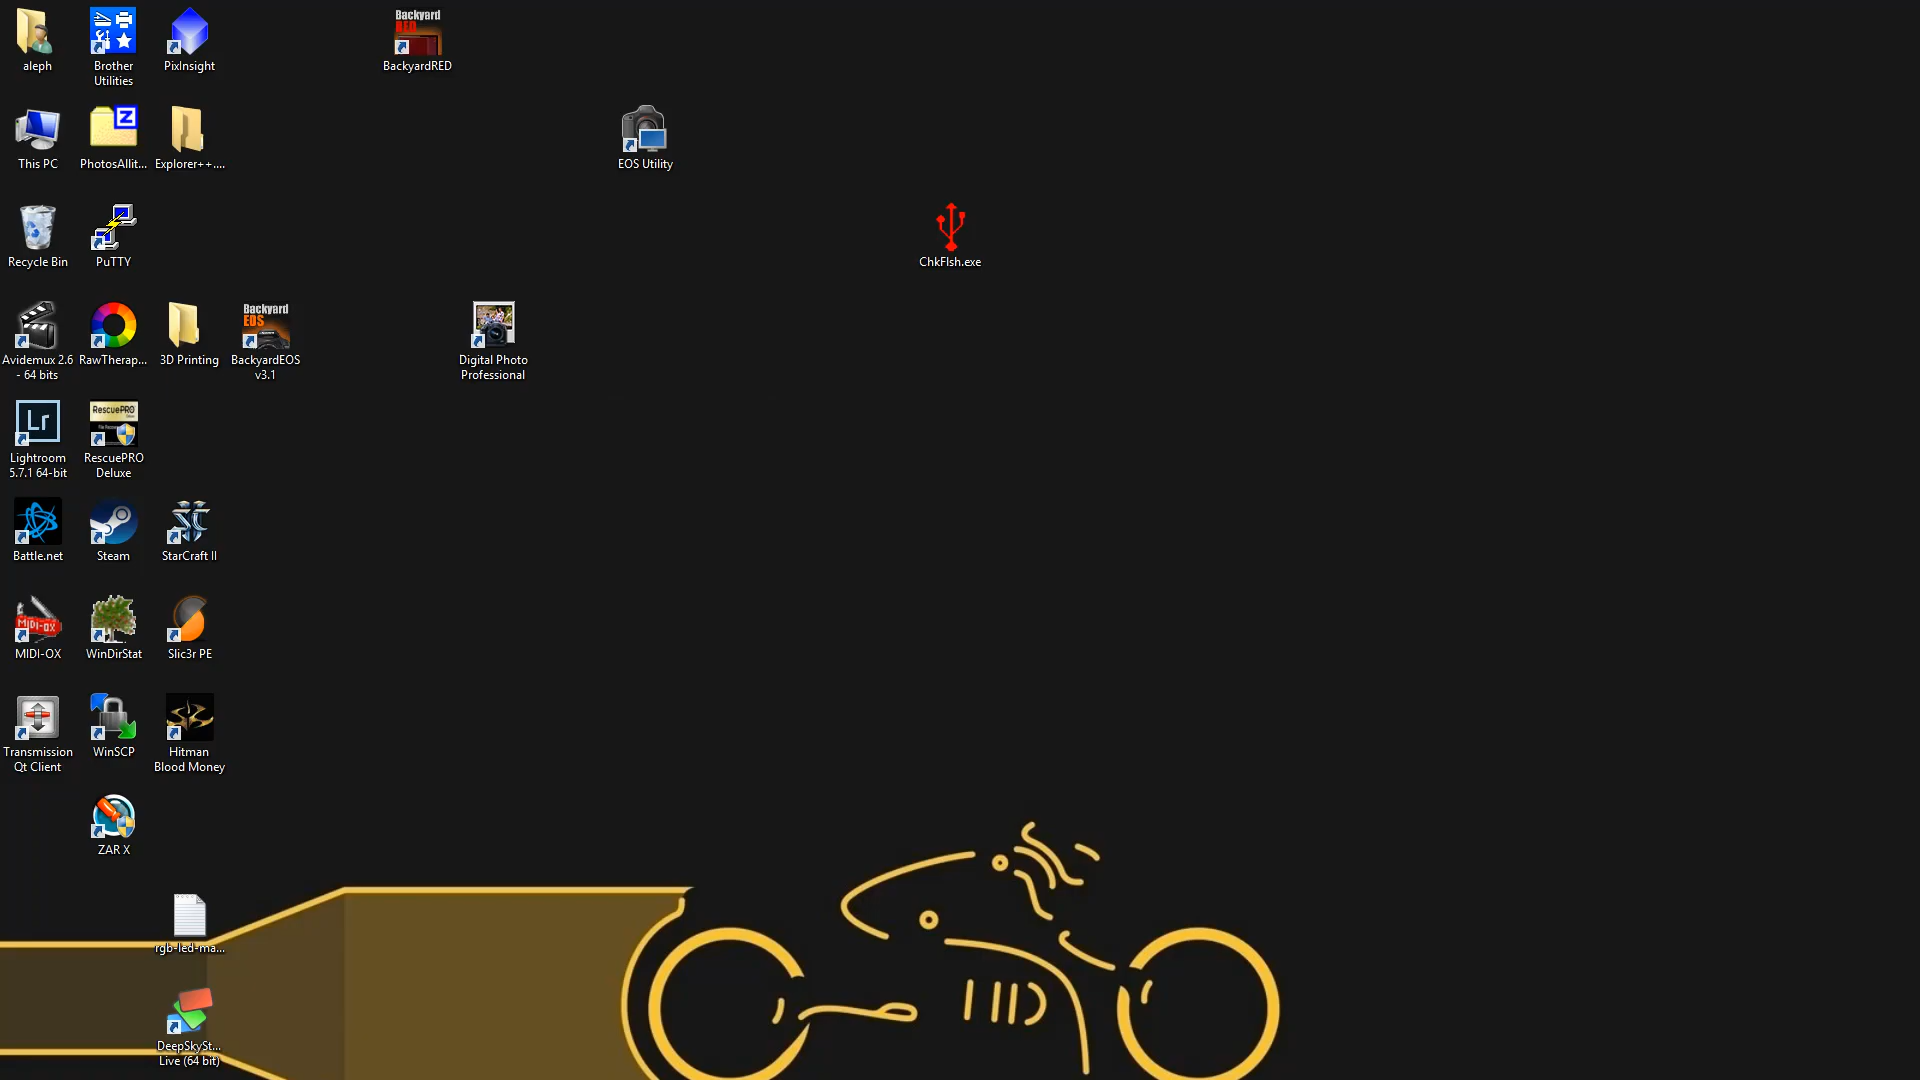 aleph
Brother
Utilities
PixInsight
Backyard
RED
BackyardRED
This PC
Z
PhotosAllit...
Explorer++....
EOS Utility
Recycle Bin
PuTTY
ChkFlsh.exe
Avidemux 2.6
- 64 bits
RawTherap...
3D Printing
Backyard
EOS
BackyardEOS
v3.1
Digital Photo
Professional
Lr
Lightroom
5.7.1 64-bit
RescuePRO
RescuePRO
Deluxe
Battle.net
Steam
StarCraft II
MIDI-OX
MIDI-OX
WinDirStat
Slic3r PE
Transmission
Qt Client
WinSCP
Hitman
Blood Money
ZAR X
rgb-led-ma...
DeepSkySt...
Live (64 bit)